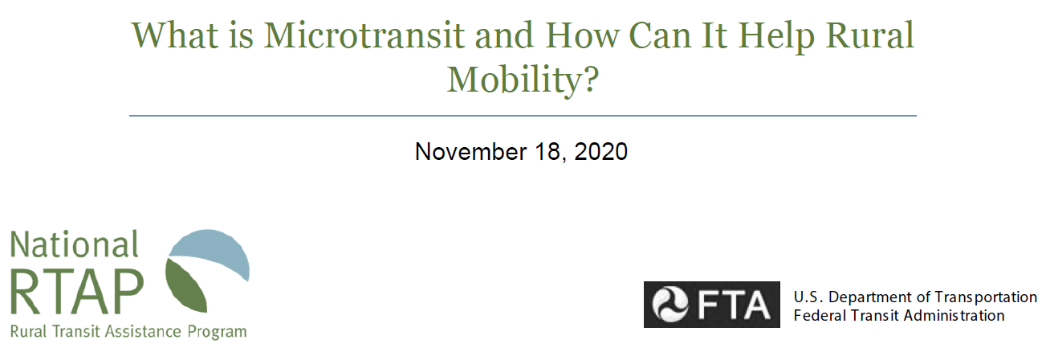 What is Microtransit and How Can It Help Rural
Mobility?
November 18, 2020
National
RTAP
Rural Transit Assistance Program
FTA
U.S. Department of Transportation
Federal Transit Administration